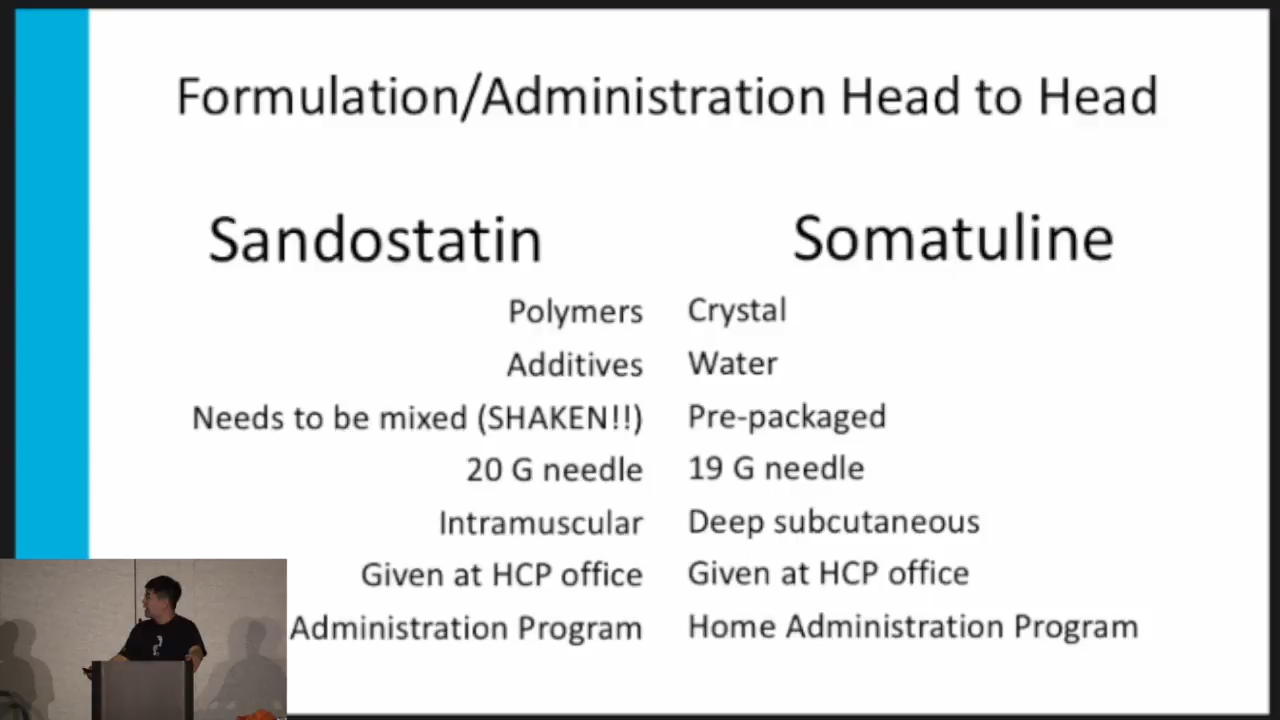 Formulation/Administration Head to Head
Sandostatin
Somatuline
Polymers
Crystal
Additives
Water
Needs to be mixed (SHAKEN!!)
Pre-packaged
20 G needle
19 G needle
Intramuscular
Deep subcutaneous
Given at HCP office
Given at HCP office
Administration Program
Home Administration Program